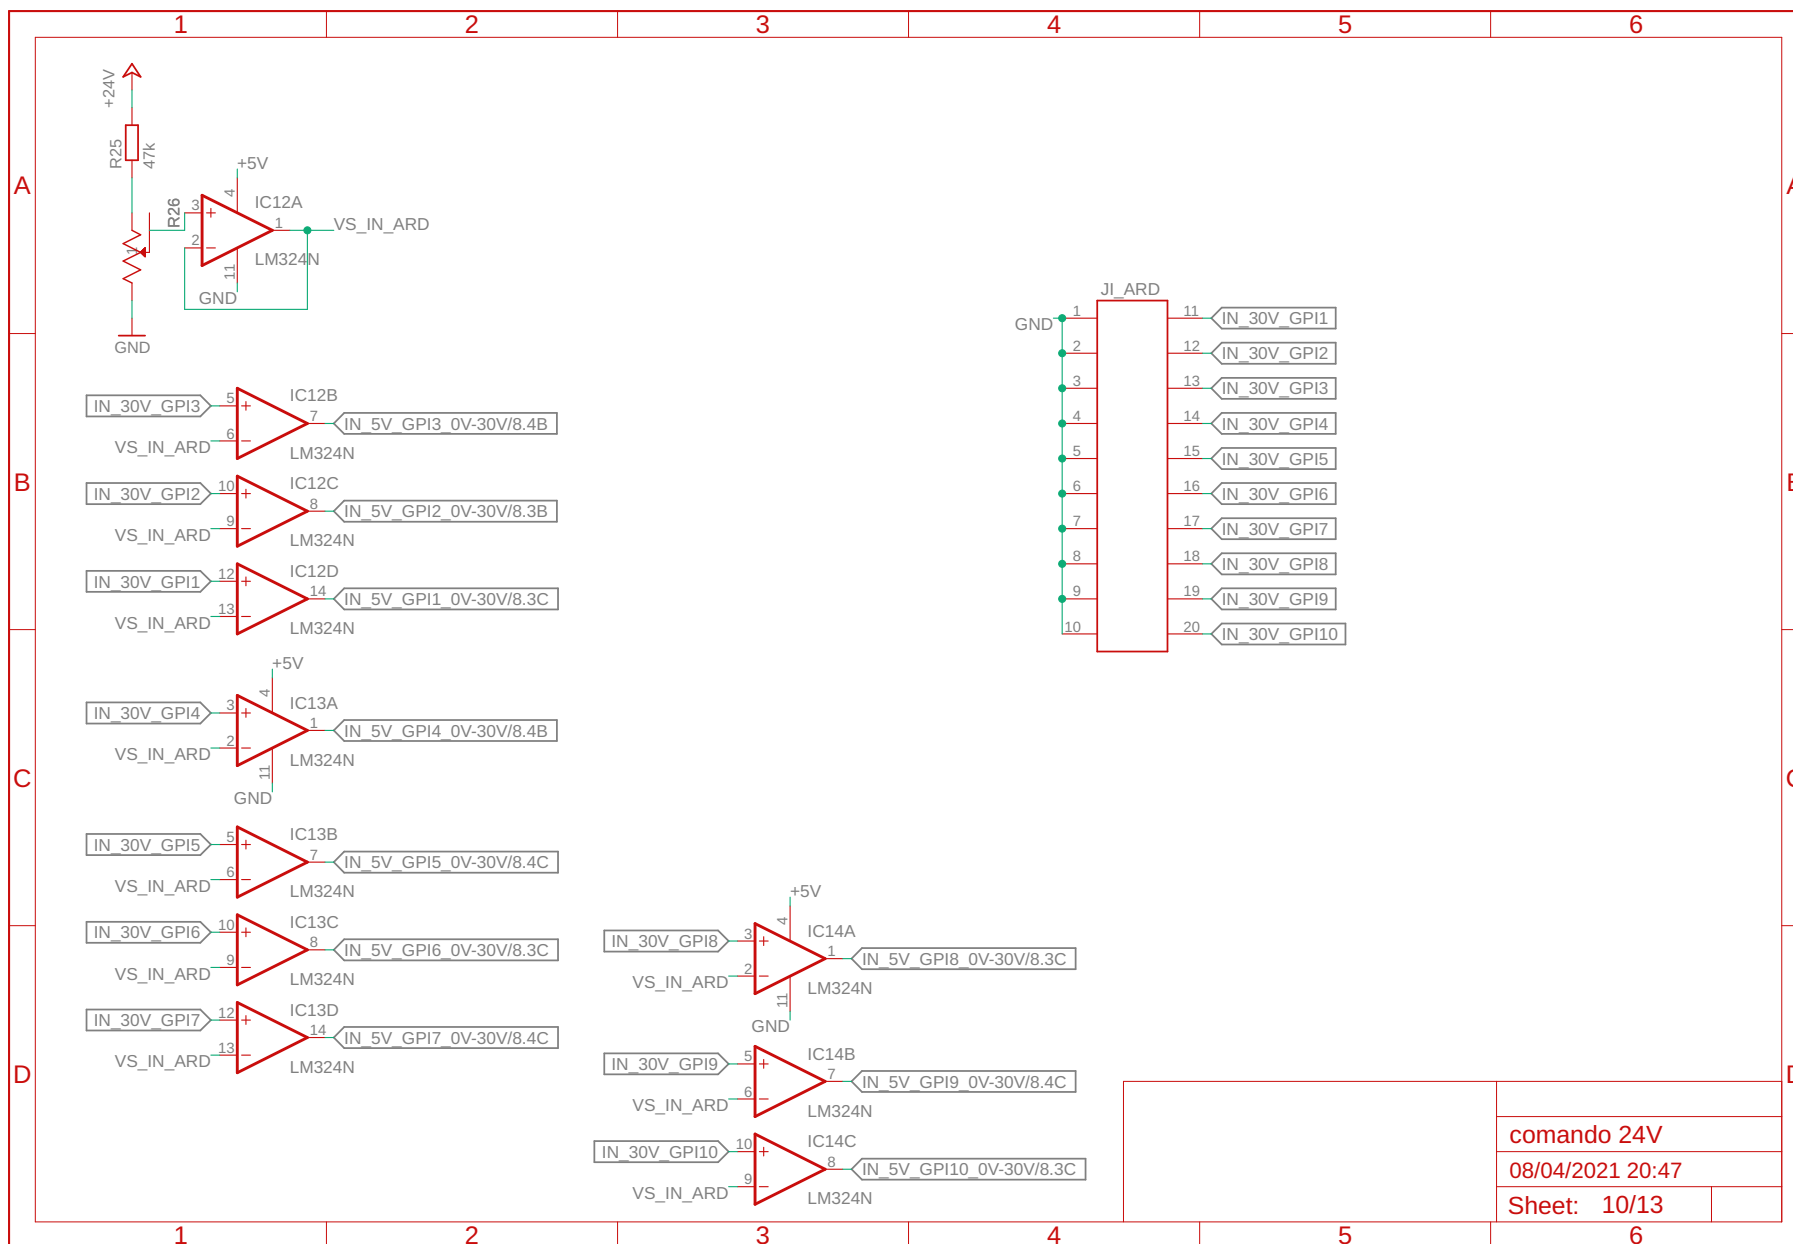 1 2 3 4 5 6
A
B
C
D
+24V
R25
47k
R26
1
GND
+5V
4
3
2
1
11
IC12A
LM324N
GND
VS_IN_ARD
IN_30V_GPI3
VS_IN_ARD
5
6
7
IC12B
LM324N
IN_5V_GPI3_0V-30V/8.4B
IN_30V_GPI2
VS_IN_ARD
10
9
8
IC12C
LM324N
IN_5V_GPI2_0V-30V/8.3B
IN_30V_GPI1
VS_IN_ARD
12
13
14
IC12D
LM324N
IN_5V_GPI1_0V-30V/8.3C
+5V
4
IN_30V_GPI4
VS_IN_ARD
3
2
1
11
IC13A
LM324N
GND
IN_5V_GPI4_0V-30V/8.4B
IN_30V_GPI5
VS_IN_ARD
5
6
7
IC13B
LM324N
IN_5V_GPI5_0V-30V/8.4C
IN_30V_GPI6
VS_IN_ARD
10
9
8
IC13C
LM324N
IN_5V_GPI6_0V-30V/8.3C
IN_30V_GPI7
VS_IN_ARD
12
13
14
IC13D
LM324N
IN_5V_GPI7_0V-30V/8.4C
+5V
4
IN_30V_GPI8
VS_IN_ARD
3
2
1
11
IC14A
LM324N
GND
IN_5V_GPI8_0V-30V/8.3C
IN_30V_GPI9
VS_IN_ARD
5
6
7
IC14B
LM324N
IN_5V_GPI9_0V-30V/8.4C
IN_30V_GPI10
VS_IN_ARD
10
9
8
IC14C
LM324N
IN_5V_GPI10_0V-30V/8.3C
JI_ARD
GND
1 11 IN_30V_GPI1
2 12 IN_30V_GPI2
3 13 IN_30V_GPI3
4 14 IN_30V_GPI4
5 15 IN_30V_GPI5
6 16 IN_30V_GPI6
7 17 IN_30V_GPI7
8 18 IN_30V_GPI8
9 19 IN_30V_GPI9
10 20 IN_30V_GPI10
comando 24V
08/04/2021 20:47
Sheet: 10/13
1 2 3 4 5 6